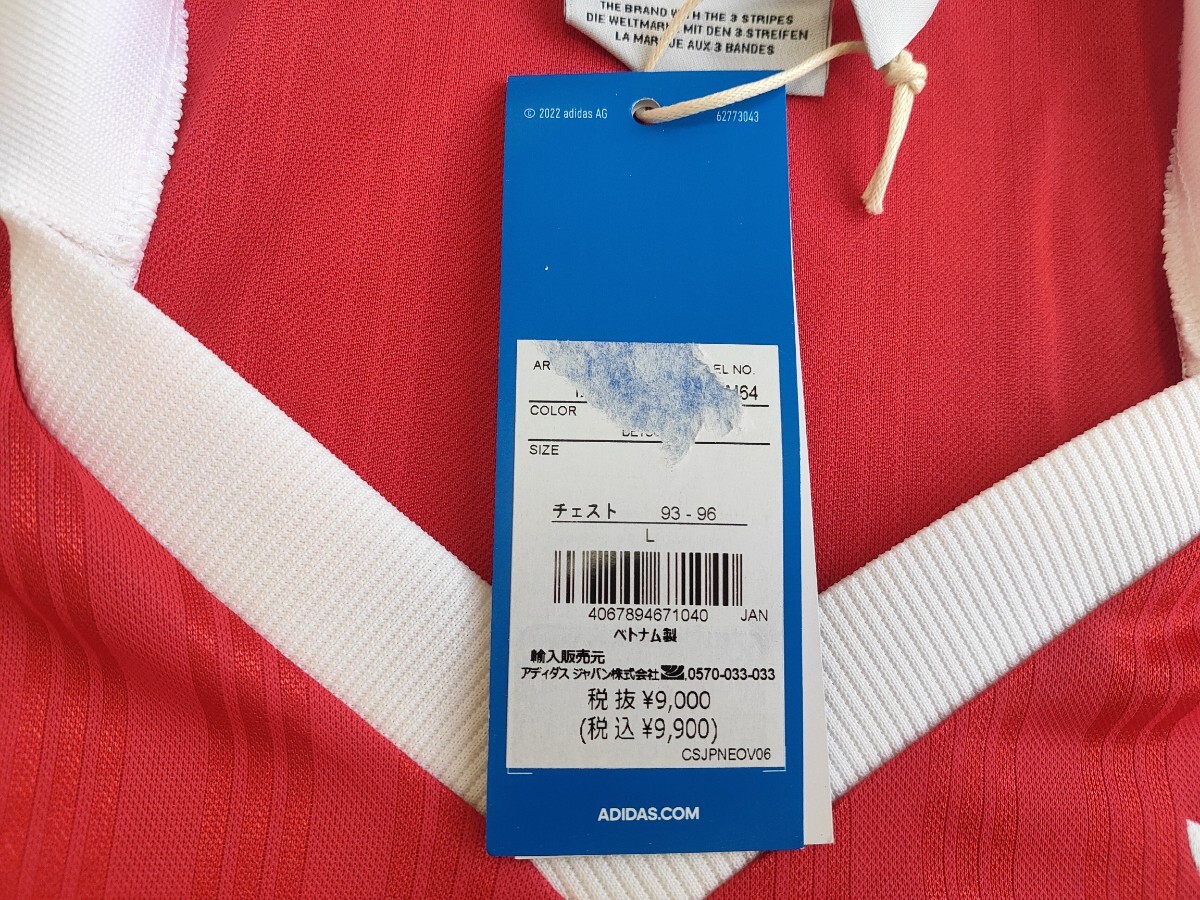 THE BRAND WITH THE 3 STRIPES
DIE WELTMARKE MIT DEN 3 STREIFEN
LA MARQUE AUX 3 BANDES
© 2022 adidas AG
62773043
AR EL NO.
M64
COLOR
SIZE
チェスト 93 - 96
L
4067894671040 JAN
ベトナム製
輸入販売元
アディダス ジャパン株式会社 0570-033-033
税 抜 ¥9,000
(税 込 ¥9,900)
CSJPNEOV06
ADIDAS.COM